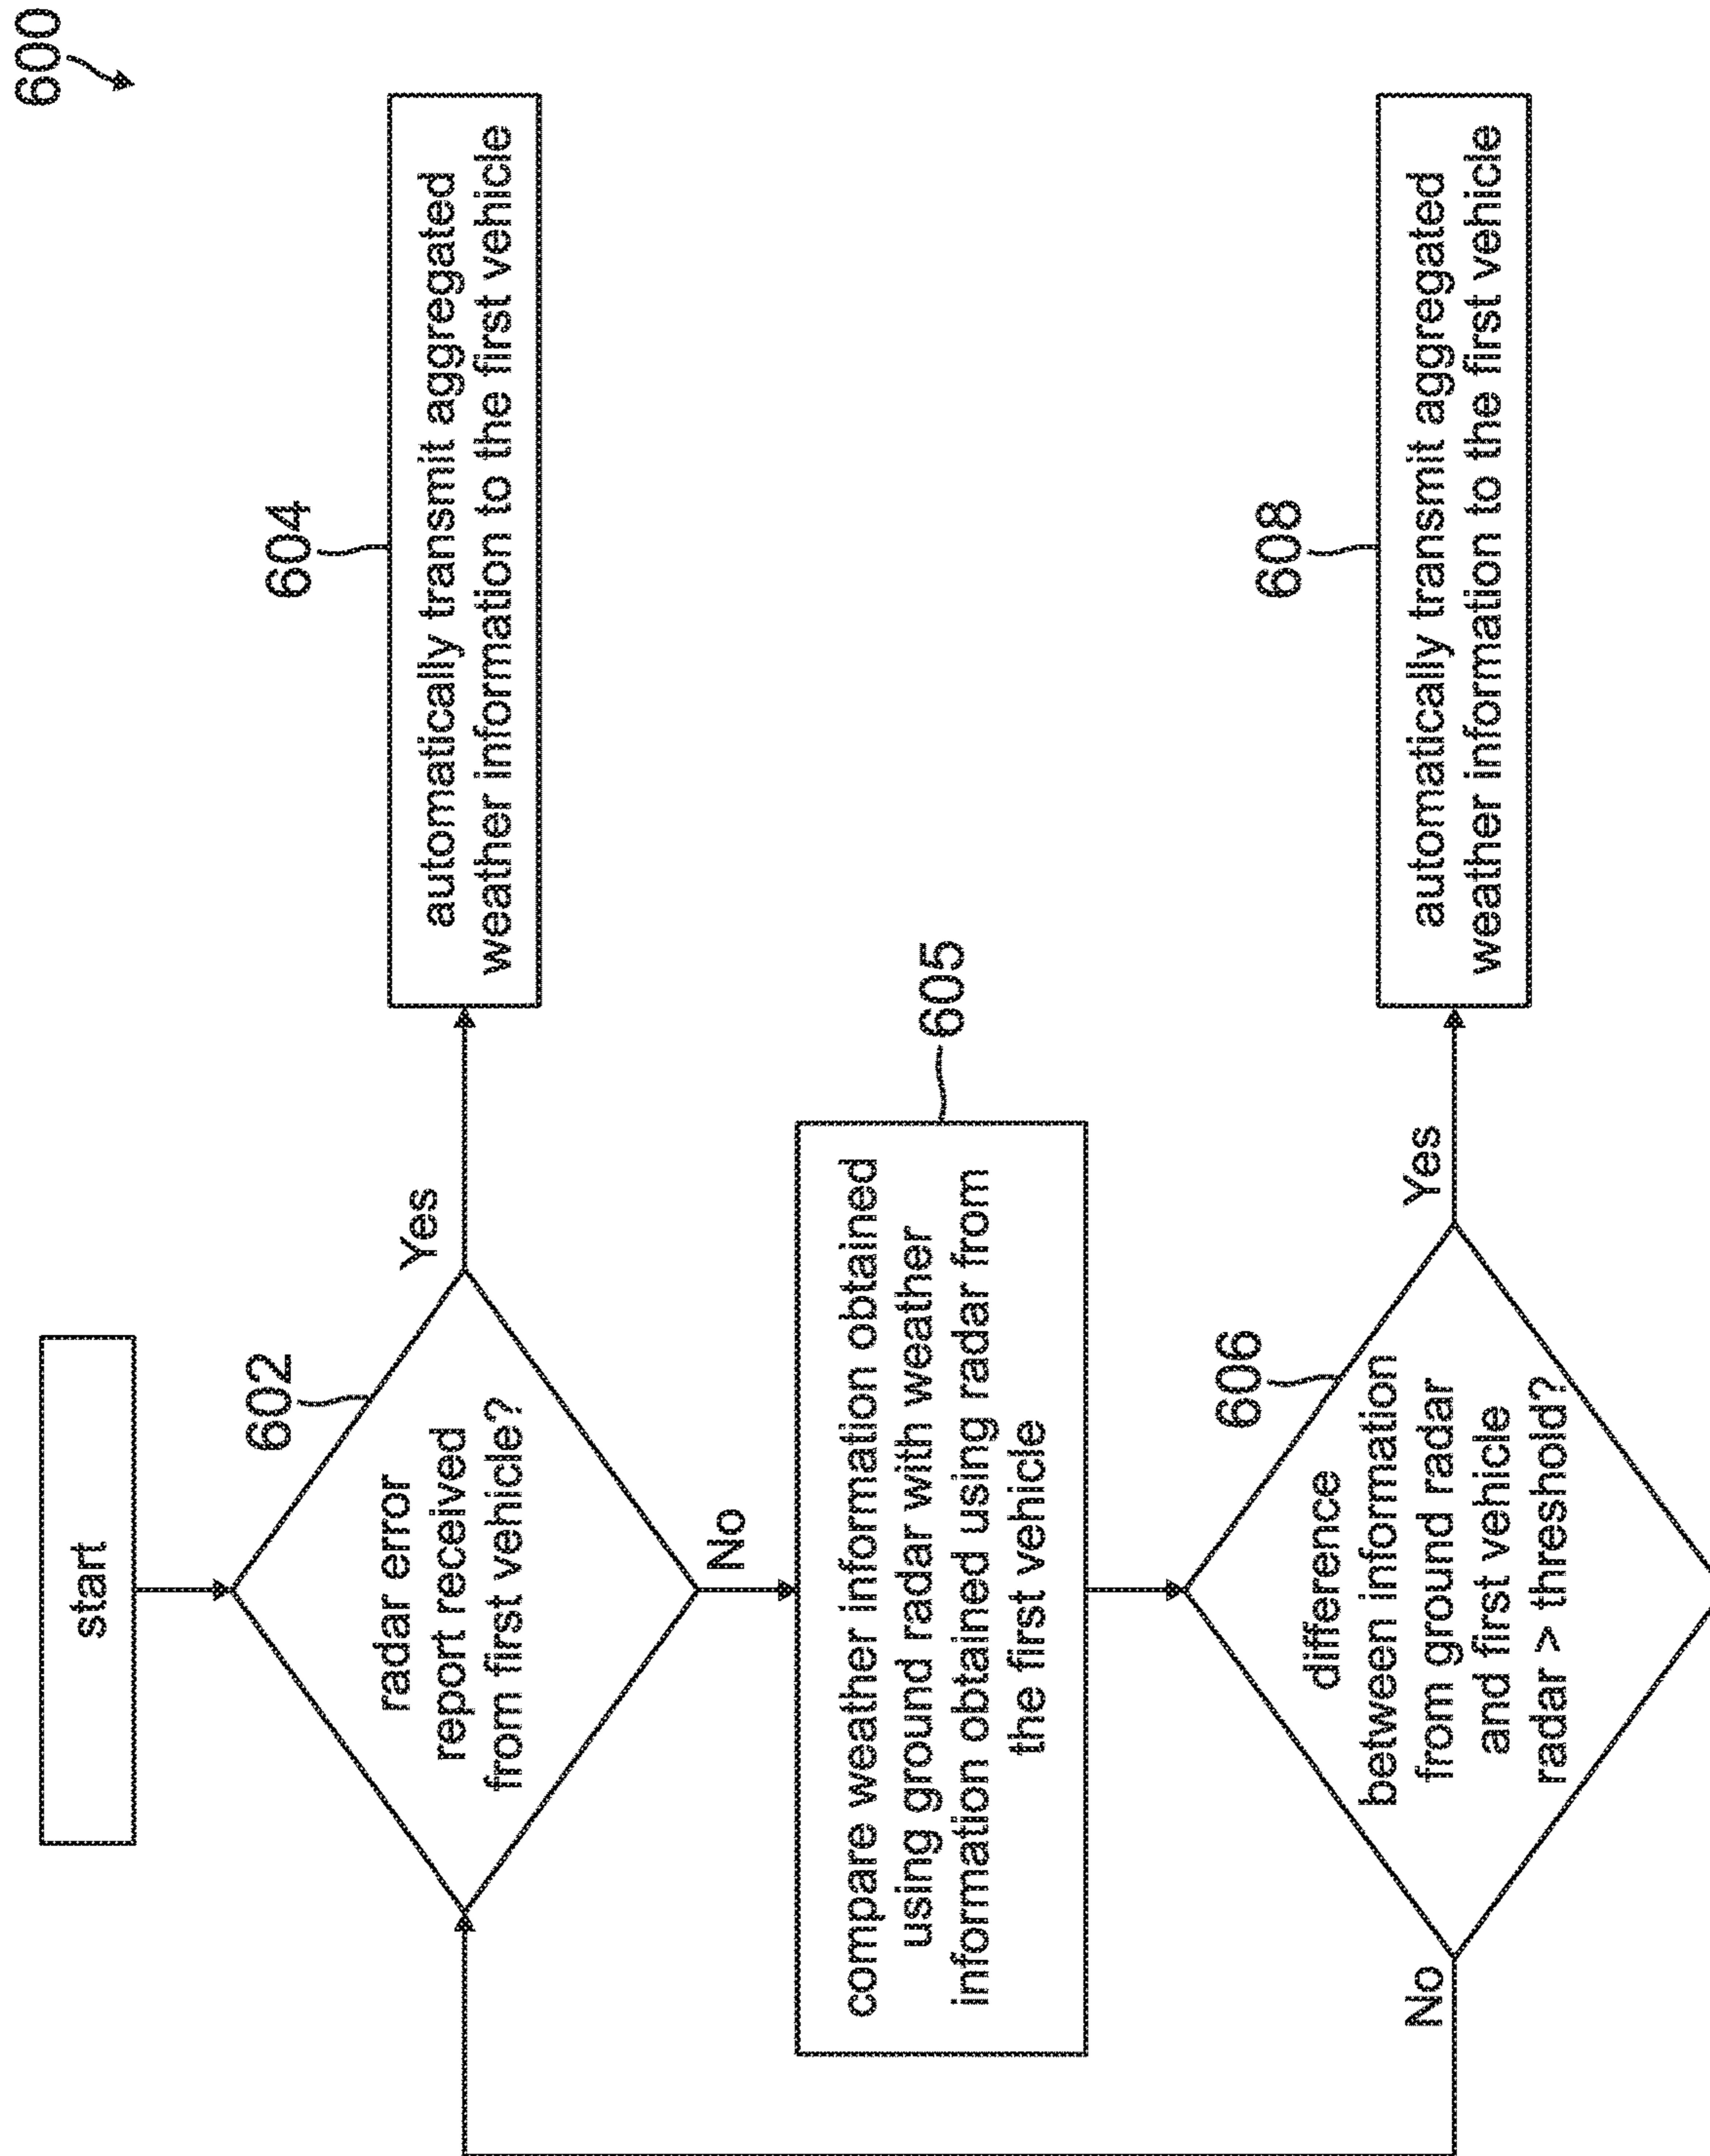 600
start
602
radar error
report received
from first vehicle?
Yes
604
automatically transmit aggregated
weather information to the first vehicle
No
605
compare weather information obtained
using ground radar with weather
information obtained using radar from
the first vehicle
606
difference
between information
from ground radar
and first vehicle
radar > threshold?
Yes
608
automatically transmit aggregated
weather information to the first vehicle
No